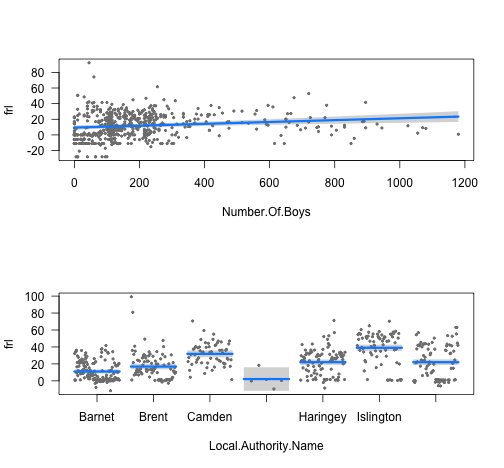 80
60
40
20
0
-20
frl
0 200 400 600 800 1000 1200
Number.Of.Boys
100
80
60
40
20
0
frl
Barnet Brent Camden Haringey Islington
Local.Authority.Name